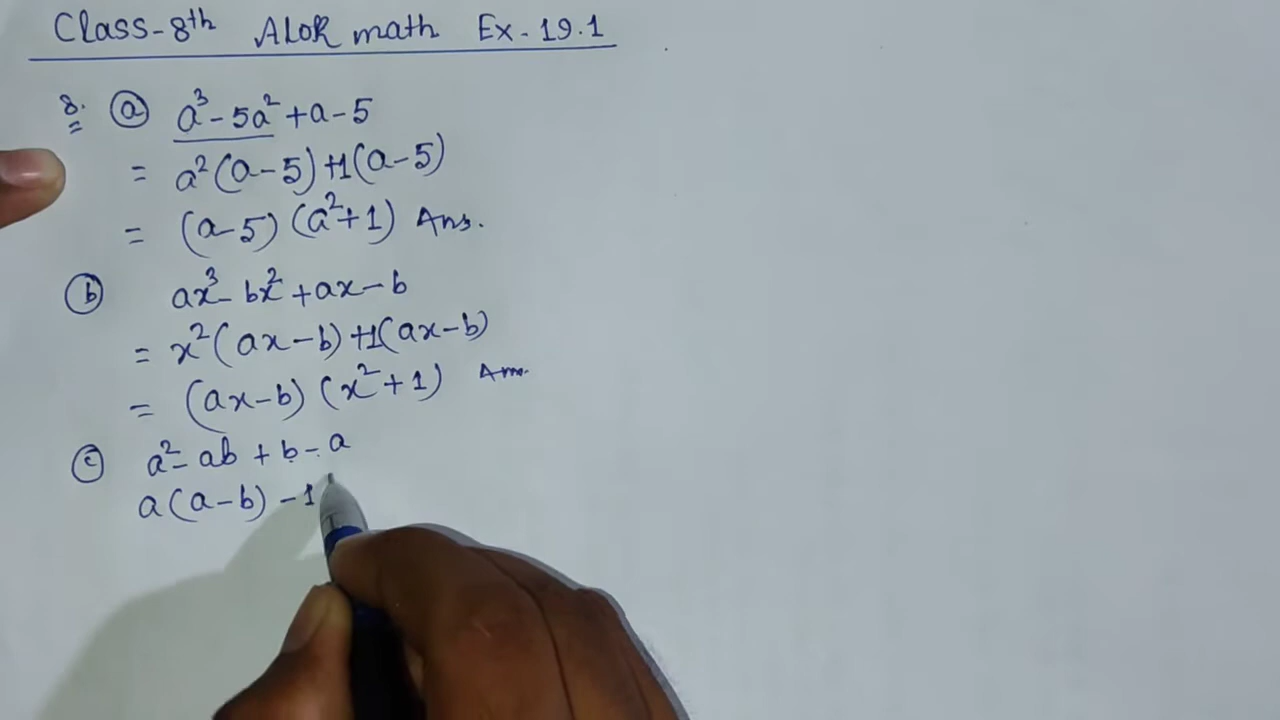 Class-8th ALOK math Ex-19.1
8. (a) a³ - 5a² + a - 5
= a²(a-5)+1(a-5)
= (a-5) (a²+1) Ans.
(b) ax³ - bx² + ax - b
= x²(ax-b)+1(ax-b)
= (ax-b) (x²+1) Ans.
(c) a² - ab + b - a
a(a-b) -1